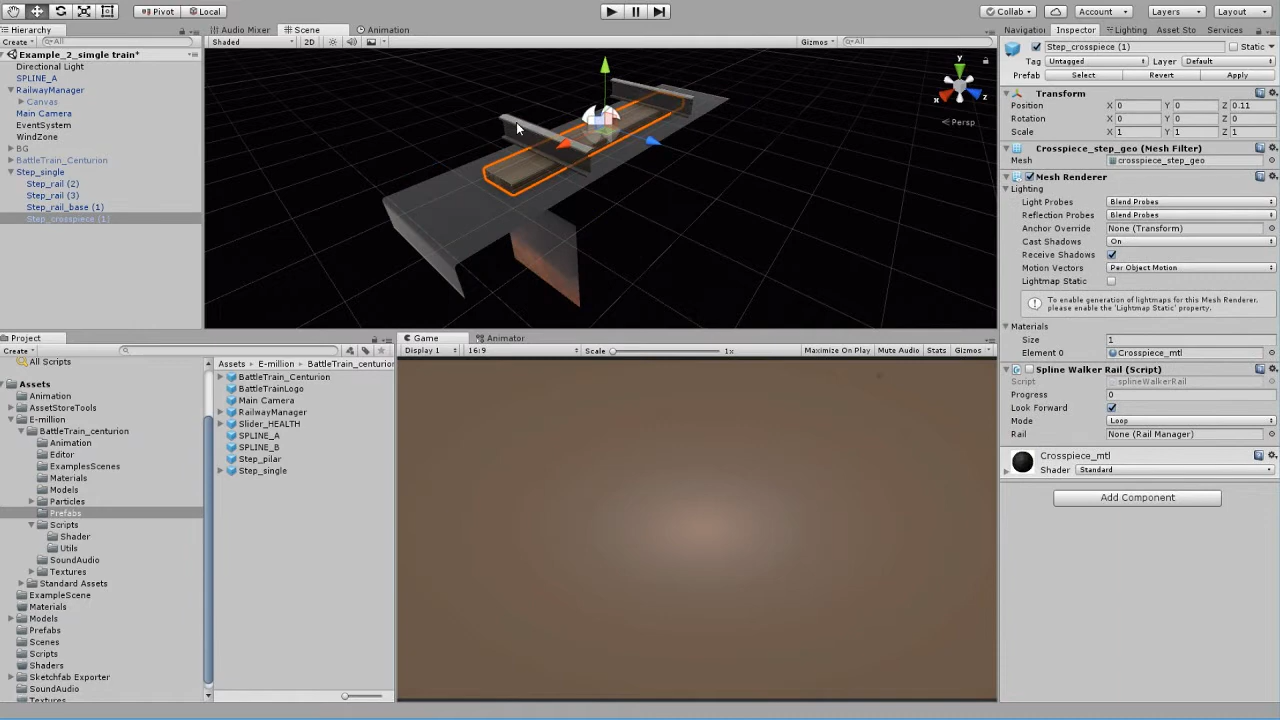 Pivot Local Collab Account Layers Layout
Hierarchy Audio Mixer Scene Animation Navigation Inspector Lighting Asset Sto Services
Create All Shaded 2D Gizmos All
Step_crosspiece (1) Static
Example_2_simgle train*
Tag Untagged Layer Default
Directional Light
Prefab Select Revert Apply
SPLINE_A
RailwayManager
Transform
Canvas
Position X 0 Y 0 Z 0.11
Main Camera
Rotation X 0 Y 0 Z 0
EventSystem
Scale X 1 Y 1 Z 1
WindZone
BG
Crosspiece_step_geo (Mesh Filter)
BattleTrain_Centurion
Mesh crosspiece_step_geo
Step_single
Mesh Renderer
Step_rail (2)
Lighting
Step_rail (3)
Light Probes Blend Probes
Step_rail_base (1)
Reflection Probes Blend Probes
Step_crosspiece (1)
Anchor Override None (Transform)
Cast Shadows On
Receive Shadows
Motion Vectors Per Object Motion
Lightmap Static
To enable generation of lightmaps for this Mesh Renderer,
please enable the 'Lightmap Static' property.
y
x
z
Persp
Materials
Size 1
Element 0 Crosspiece_mtl
Spline Walker Rail (Script)
Script splineWalkerRail
Progress 0
Look Forward
Mode Loop
Rail None (Rail Manager)
Crosspiece_mtl
Shader Standard
Add Component
Project
Create
All Scripts
Assets
Animation
AssetStoreTools
E-million
BattleTrain_centurion
Animation
Editor
ExamplesScenes
Materials
Models
Particles
Prefabs
Scripts
Shader
Utils
SoundAudio
Textures
Standard Assets
ExampleScene
Materials
Models
Prefabs
Scenes
Scripts
Shaders
Sketchfab Exporter
SoundAudio
Textures
Assets E-million BattleTrain_centurion
BattleTrain_Centurion
BattleTrainLogo
Main Camera
RailwayManager
Slider_HEALTH
SPLINE_A
SPLINE_B
Step_pilar
Step_single
Game Animator
Display 1 16:9 Scale 1x Maximize On Play Mute Audio Stats Gizmos